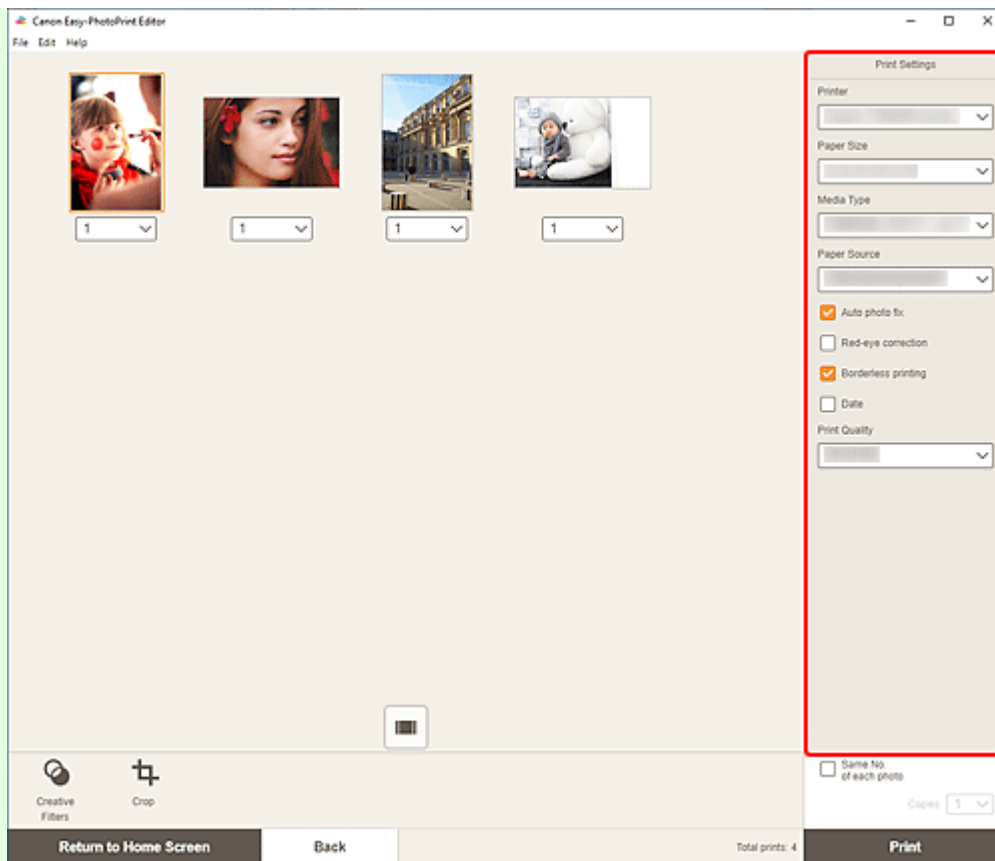 Canon Easy-PhotoPrint Editor
File Edit Help
Print Settings
Printer
Paper Size
Media Type
Paper Source
Auto photo fix
Red-eye correction
Borderless printing
Date
Print Quality
1 1 1 1
Creative
Filters
Crop
Same No.
of each photo
Copies 1
Return to Home Screen
Back
Total prints: 4
Print